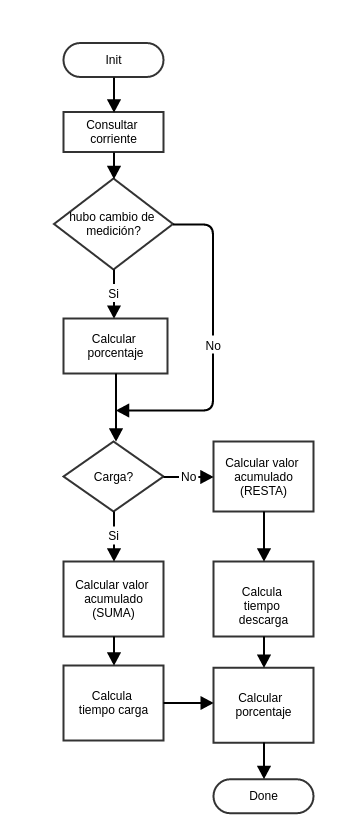 Init
Consultar
corriente
hubo cambio de
medición?
Si
No
Calcular
porcentaje
Carga?
No
Calcular valor
acumulado
(RESTA)
Si
Calcular valor
acumulado
(SUMA)
Calcula
tiempo
descarga
Calcula
tiempo carga
Calcular
porcentaje
Done